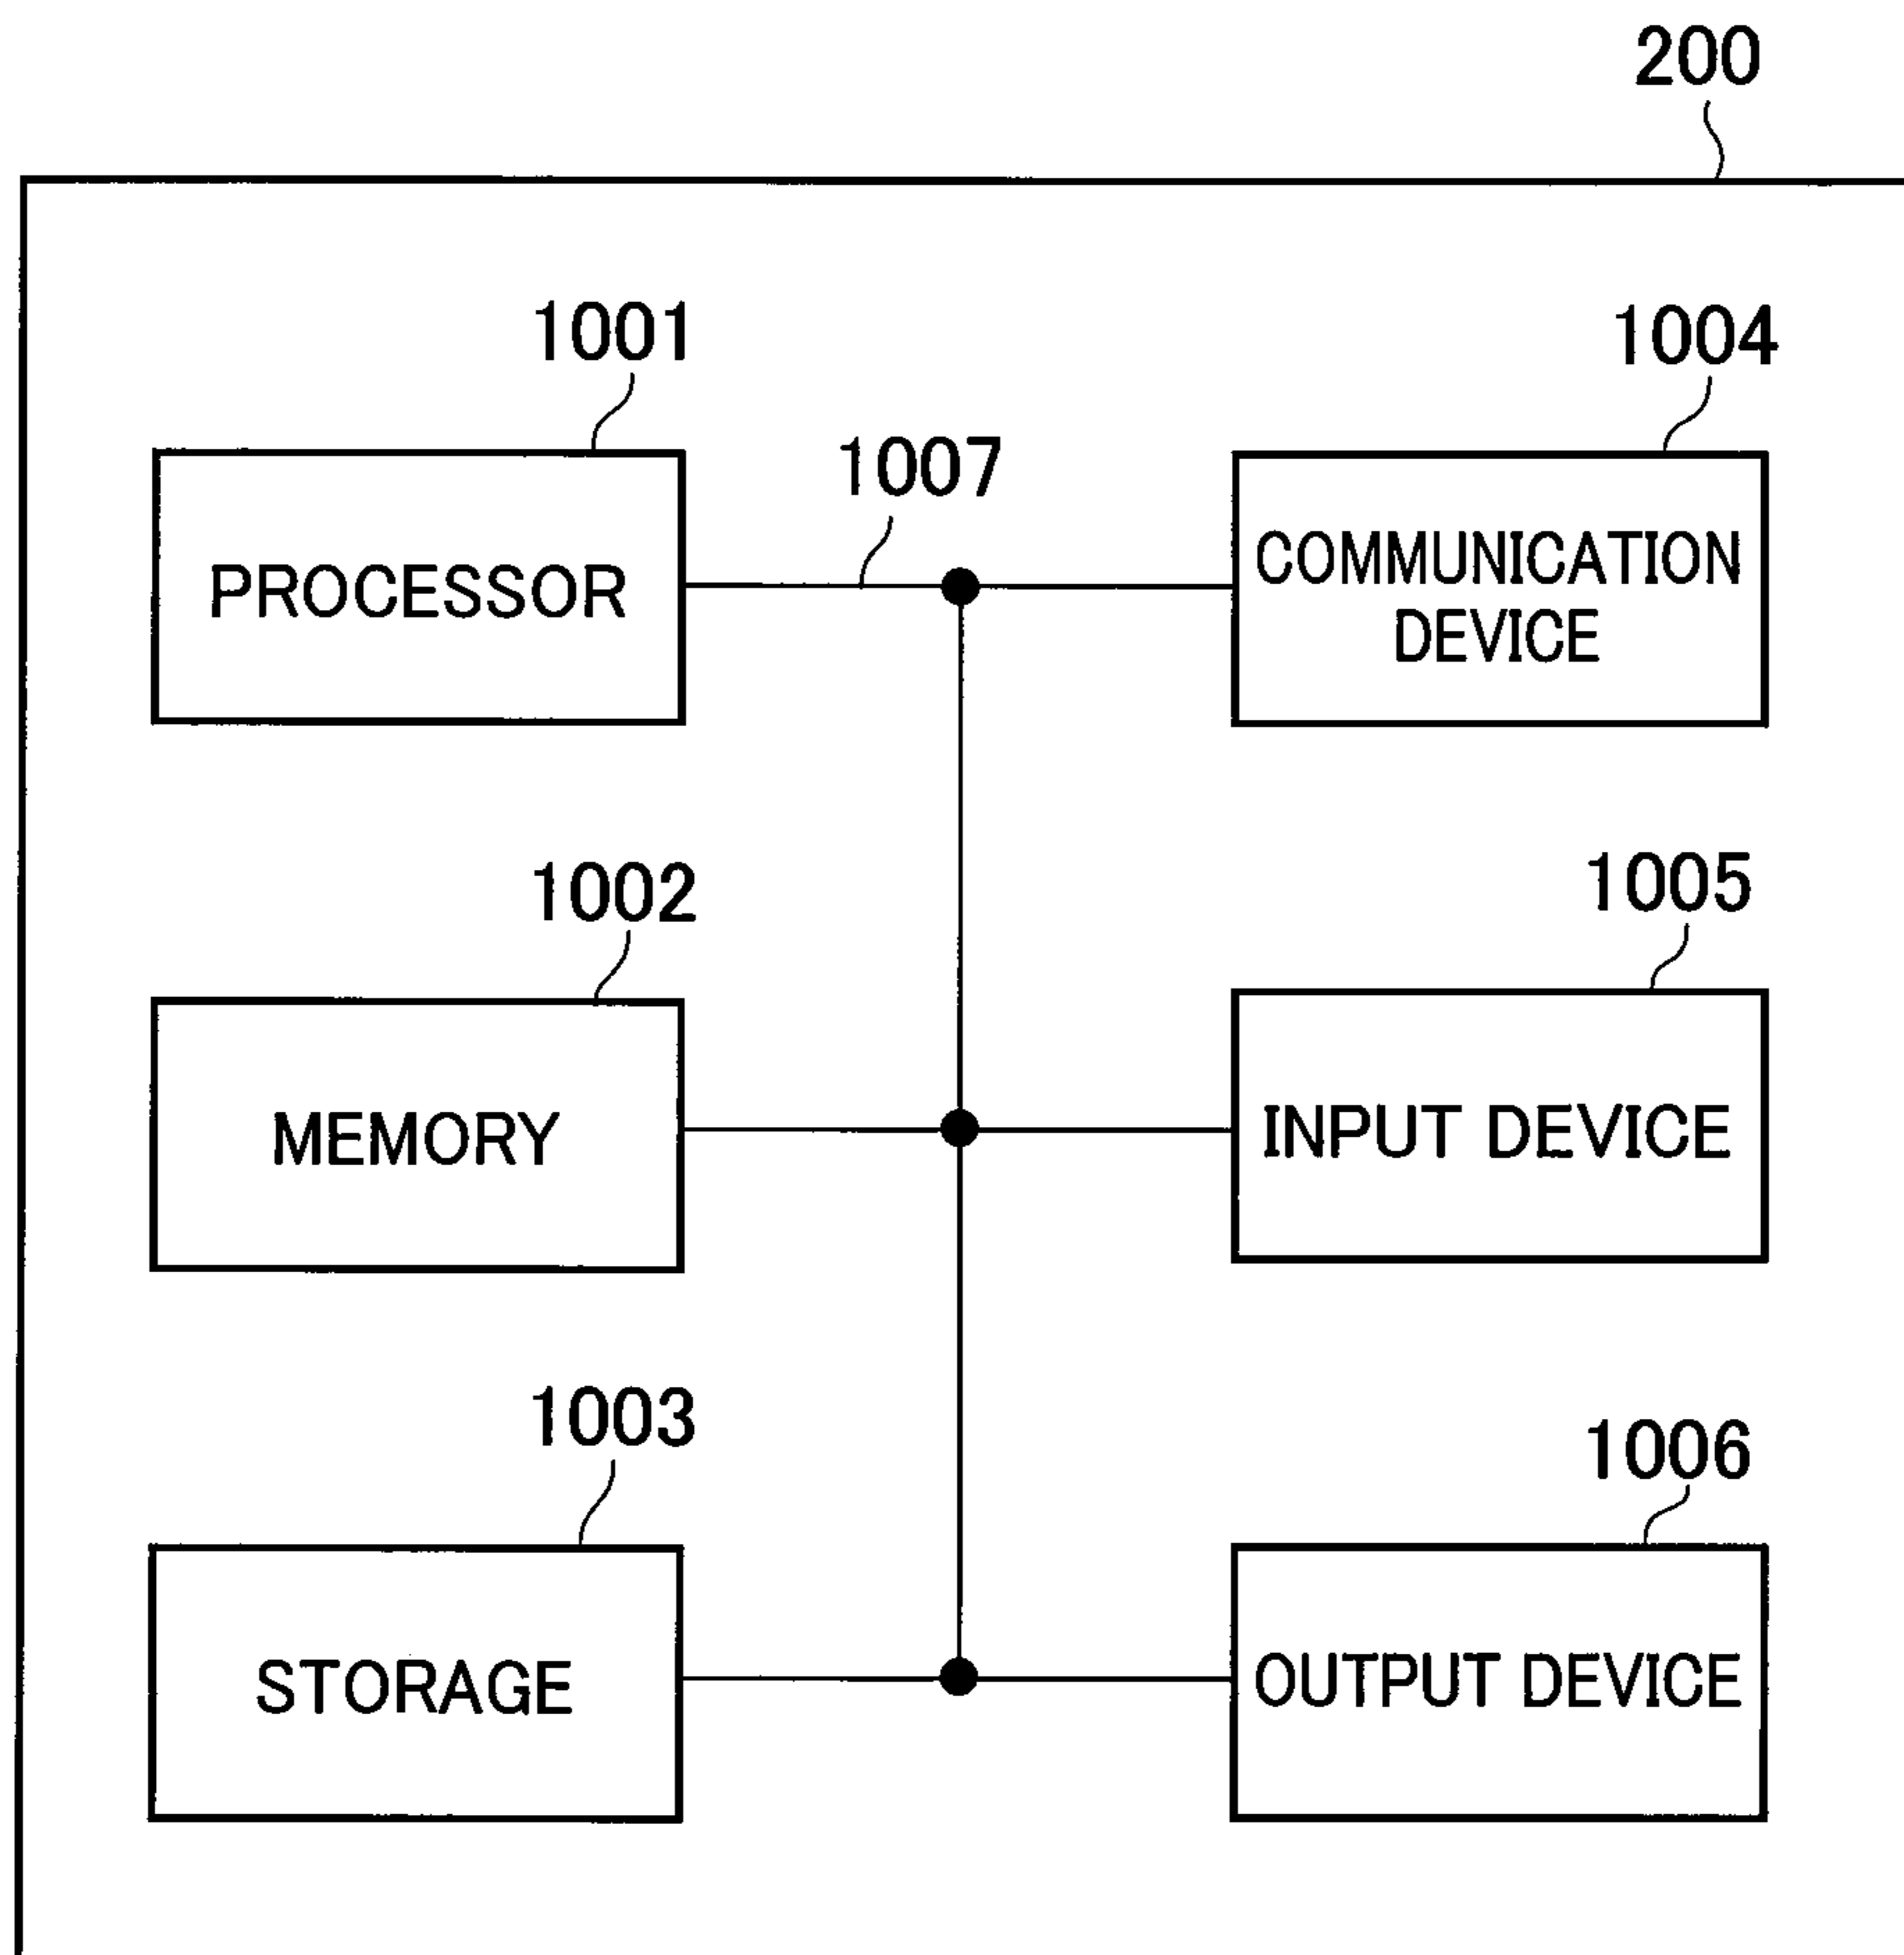 200
1001
1004
1007
PROCESSOR
COMMUNICATION
DEVICE
1002
1005
MEMORY
INPUT DEVICE
1003
1006
STORAGE
OUTPUT DEVICE